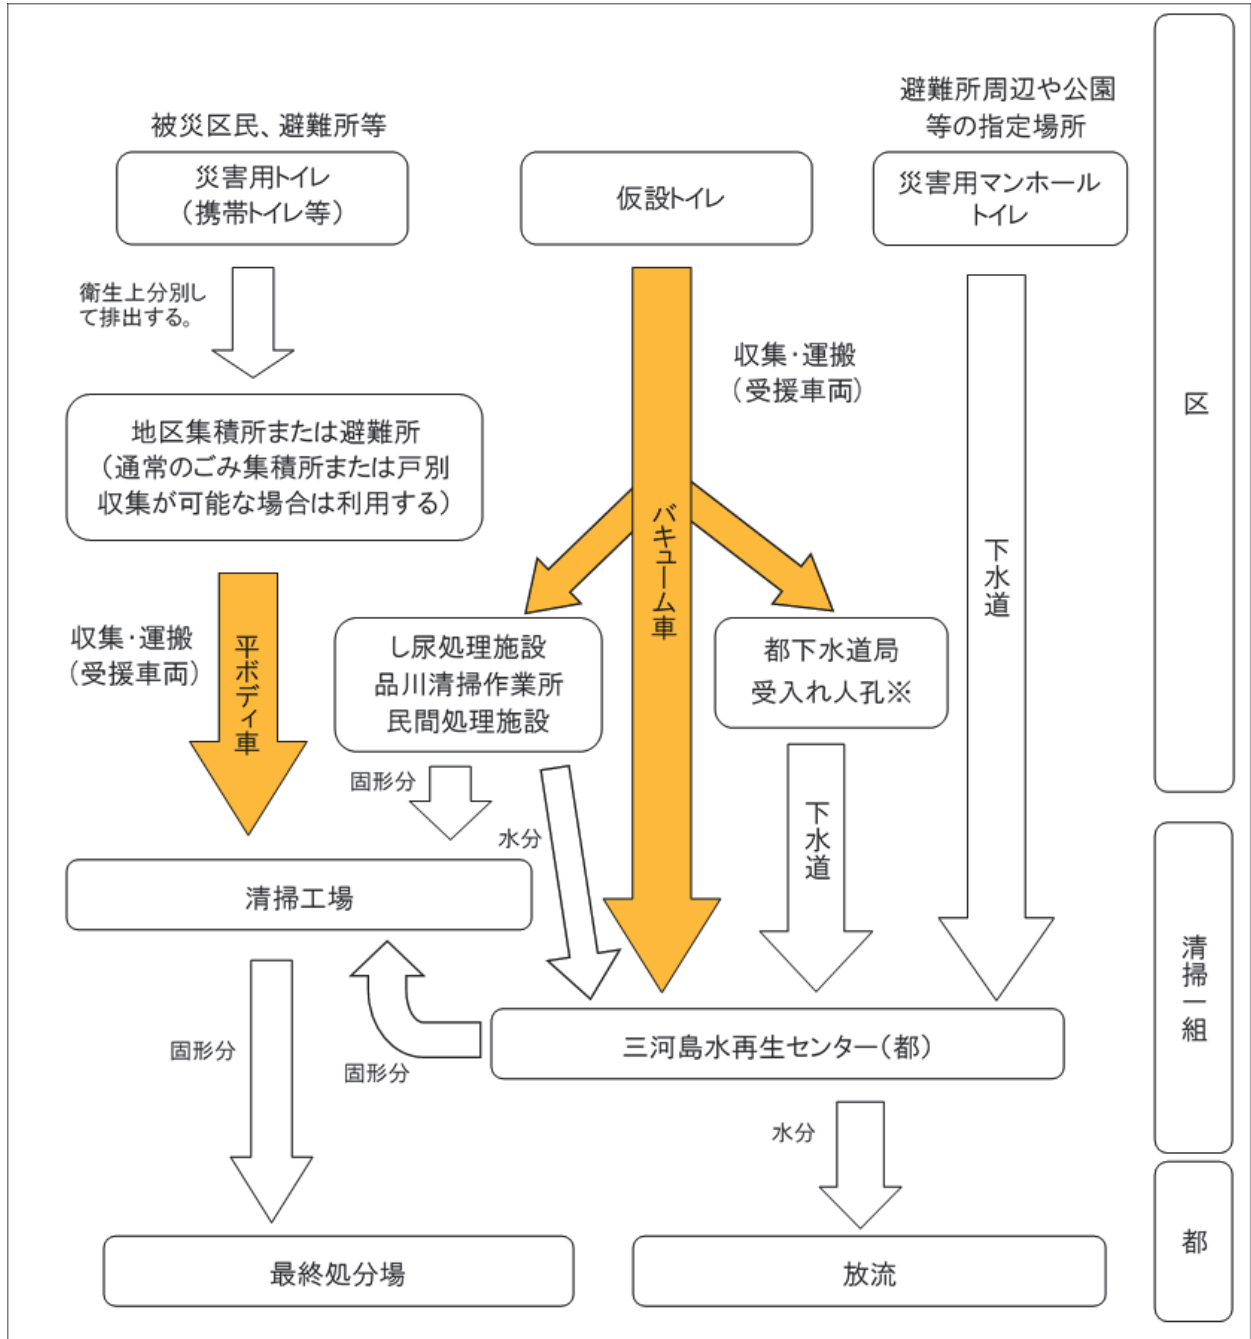 被災区民、避難所等
災害用トイレ
（携帯トイレ等）
仮設トイレ
避難所周辺や公園
等の指定場所
災害用マンホール
トイレ
衛生上分別し
て排出する。
収集・運搬
（受援車両）
地区集積所または避難所
（通常のごみ集積所または戸別
収集が可能な場合は利用する）
バキューム車
下水道
収集・運搬
（受援車両）
平ボディ車
し尿処理施設
品川清掃作業所
民間処理施設
都下水道局
受入れ人孔※
固形分
水分
下水道
清掃工場
固形分
固形分
三河島水再生センター（都）
水分
最終処分場
放流
区
清掃一組
都